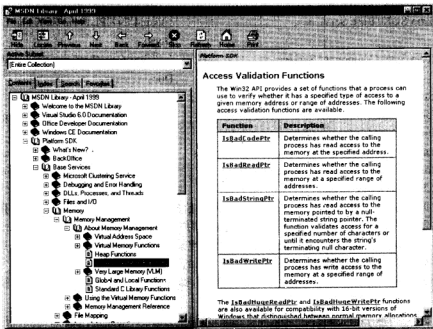 MSDN Library - April 1999
Previous Next Back Forward Stop Refresh Home Print
Active Subset
(Entire Collection)
Contents Index Search Favorites
MSDN Library - April 1999
Welcome to the MSDN Library
Visual Studio 6.0 Documentation
Office Developer Documentation
Windows CE Documentation
Platform SDK
What's New?
BackOffice
Base Services
Microsoft Clustering Service
Debugging and Error Handling
DLLs, Processes, and Threads
Files and I/O
Memory
Memory Management
About Memory Management
Virtual Address Space
Virtual Memory Functions
Heap Functions
Very Large Memory (VLM)
Global and Local Functions
Standard C Library Functions
Using the Virtual Memory Functions
Memory Management Reference
File Mapping
Platform SDK
Access Validation Functions
The Win32 API provides a set of functions that a process can
use to verify whether it has a specified type of access to a
given memory address or range of addresses. The following
access validation functions are available.
Function Description
IsBadCodePtr Determines whether the calling
process has read access to the
memory at the specified address.
IsBadReadPtr Determines whether the calling
process has read access to the
memory at a specified range of
addresses.
IsBadStringPtr Determines whether the calling
process has read access to the
memory pointed to by a null-
terminated string pointer. The
function validates access for a
specified number of characters or
until it encounters the string's
terminating null character.
IsBadWritePtr Determines whether the calling
process has write access to the
memory at a specified range of
addresses.
The IsBadHugeReadPtr and IsBadHugeWritePtr functions
are also available for compatibility with 16-bit versions of
Windows that distinguished between normal memory allocations